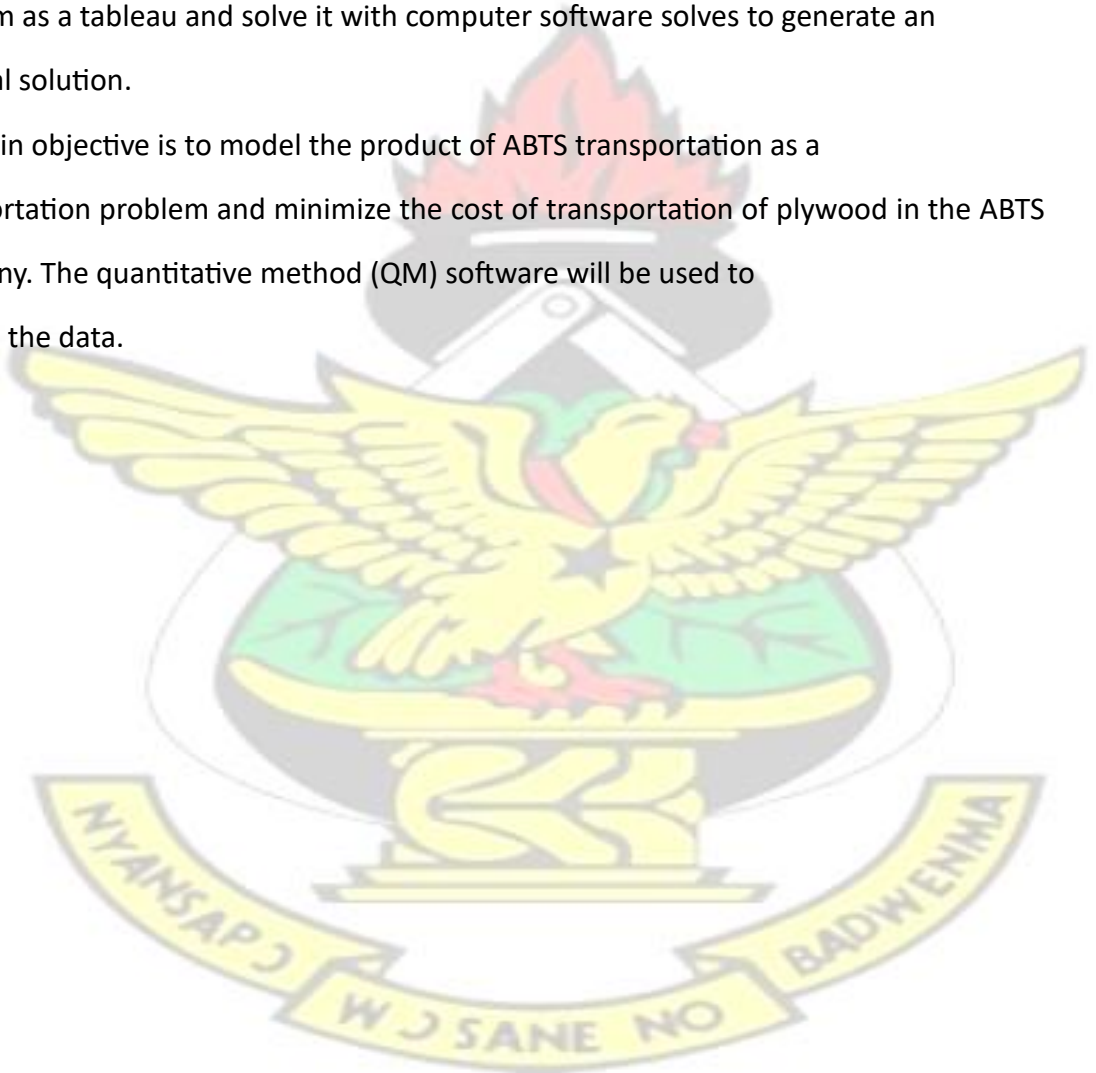 m as a tableau and solve it with computer software solves to generate an
al solution.
in objective is to model the product of ABTS transportation as a
ortation problem and minimize the cost of transportation of plywood in the ABTS
ny. The quantitative method (QM) software will be used to
the data.
NYANSAPƆ
WƆSANE NO
BADWENMA